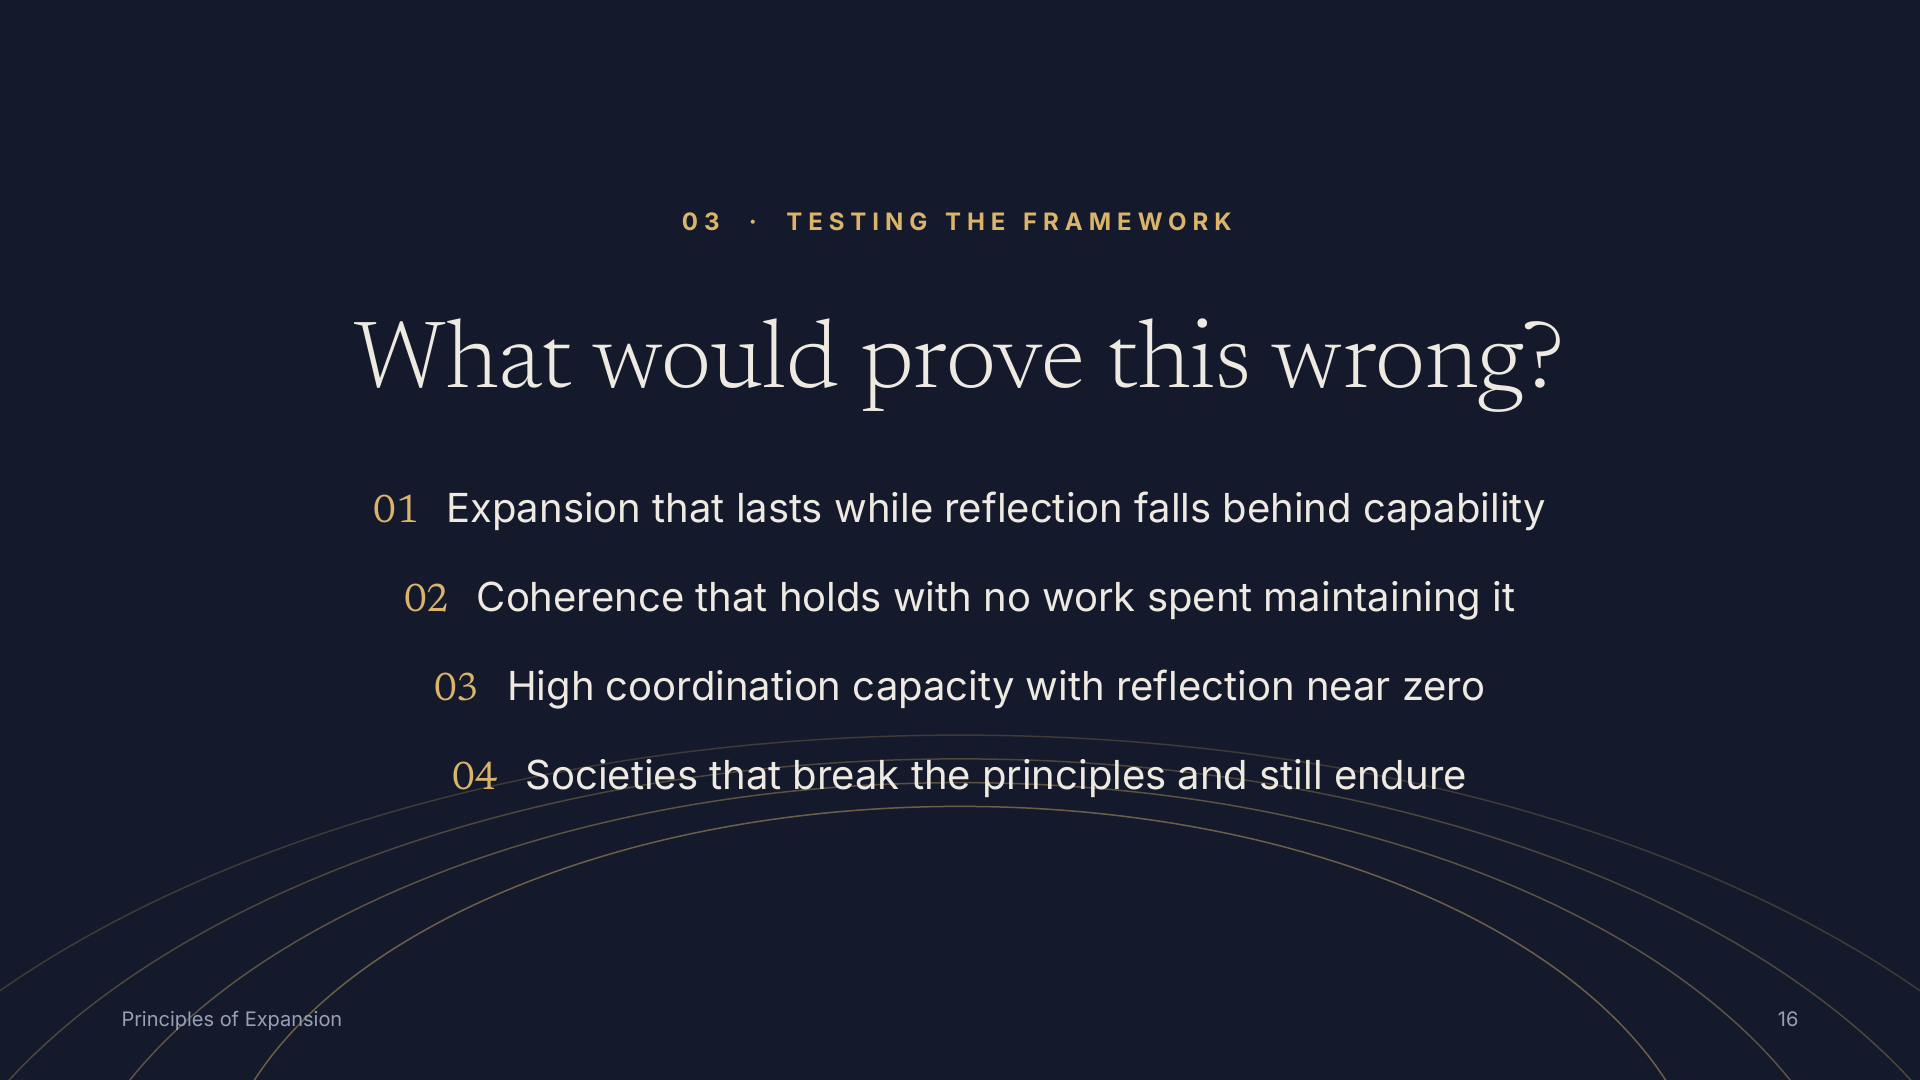 03 · TESTING THE FRAMEWORK
What would prove this wrong?
01 Expansion that lasts while reflection falls behind capability
02 Coherence that holds with no work spent maintaining it
03 High coordination capacity with reflection near zero
04 Societies that break the principles and still endure
Principles of Expansion
16